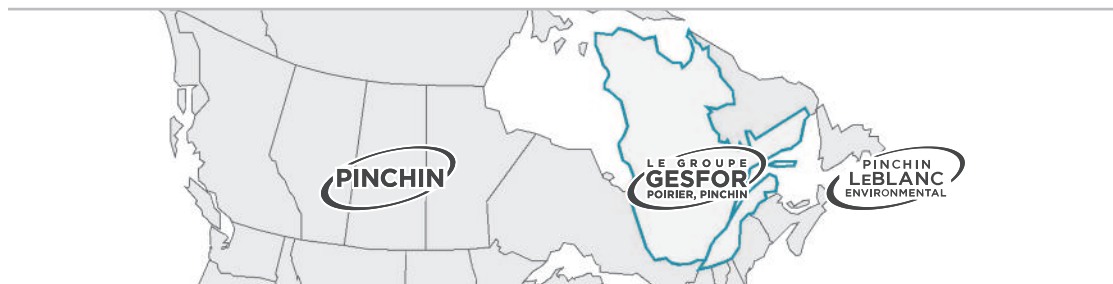 PINCHIN
LE GROUPE
GESFOR
POIRIER, PINCHIN
PINCHIN
LEBLANC
ENVIRONMENTAL